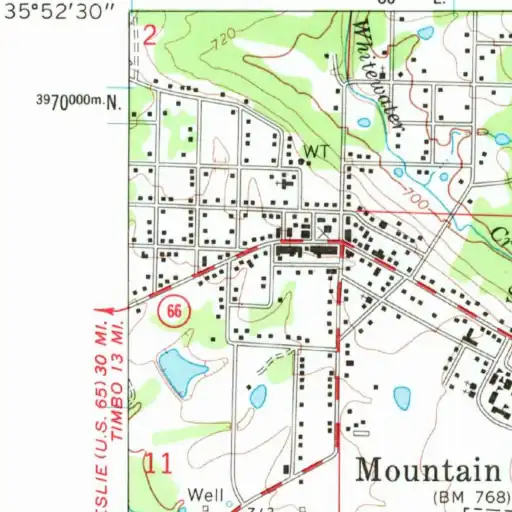 35°52'30"
2
720
Whitewater
3970000m.N.
WT
700
66
LESLIE (U.S. 65) 30 MI.
TIMBO 13 MI.
11
Mountain
(BM 768)
Well